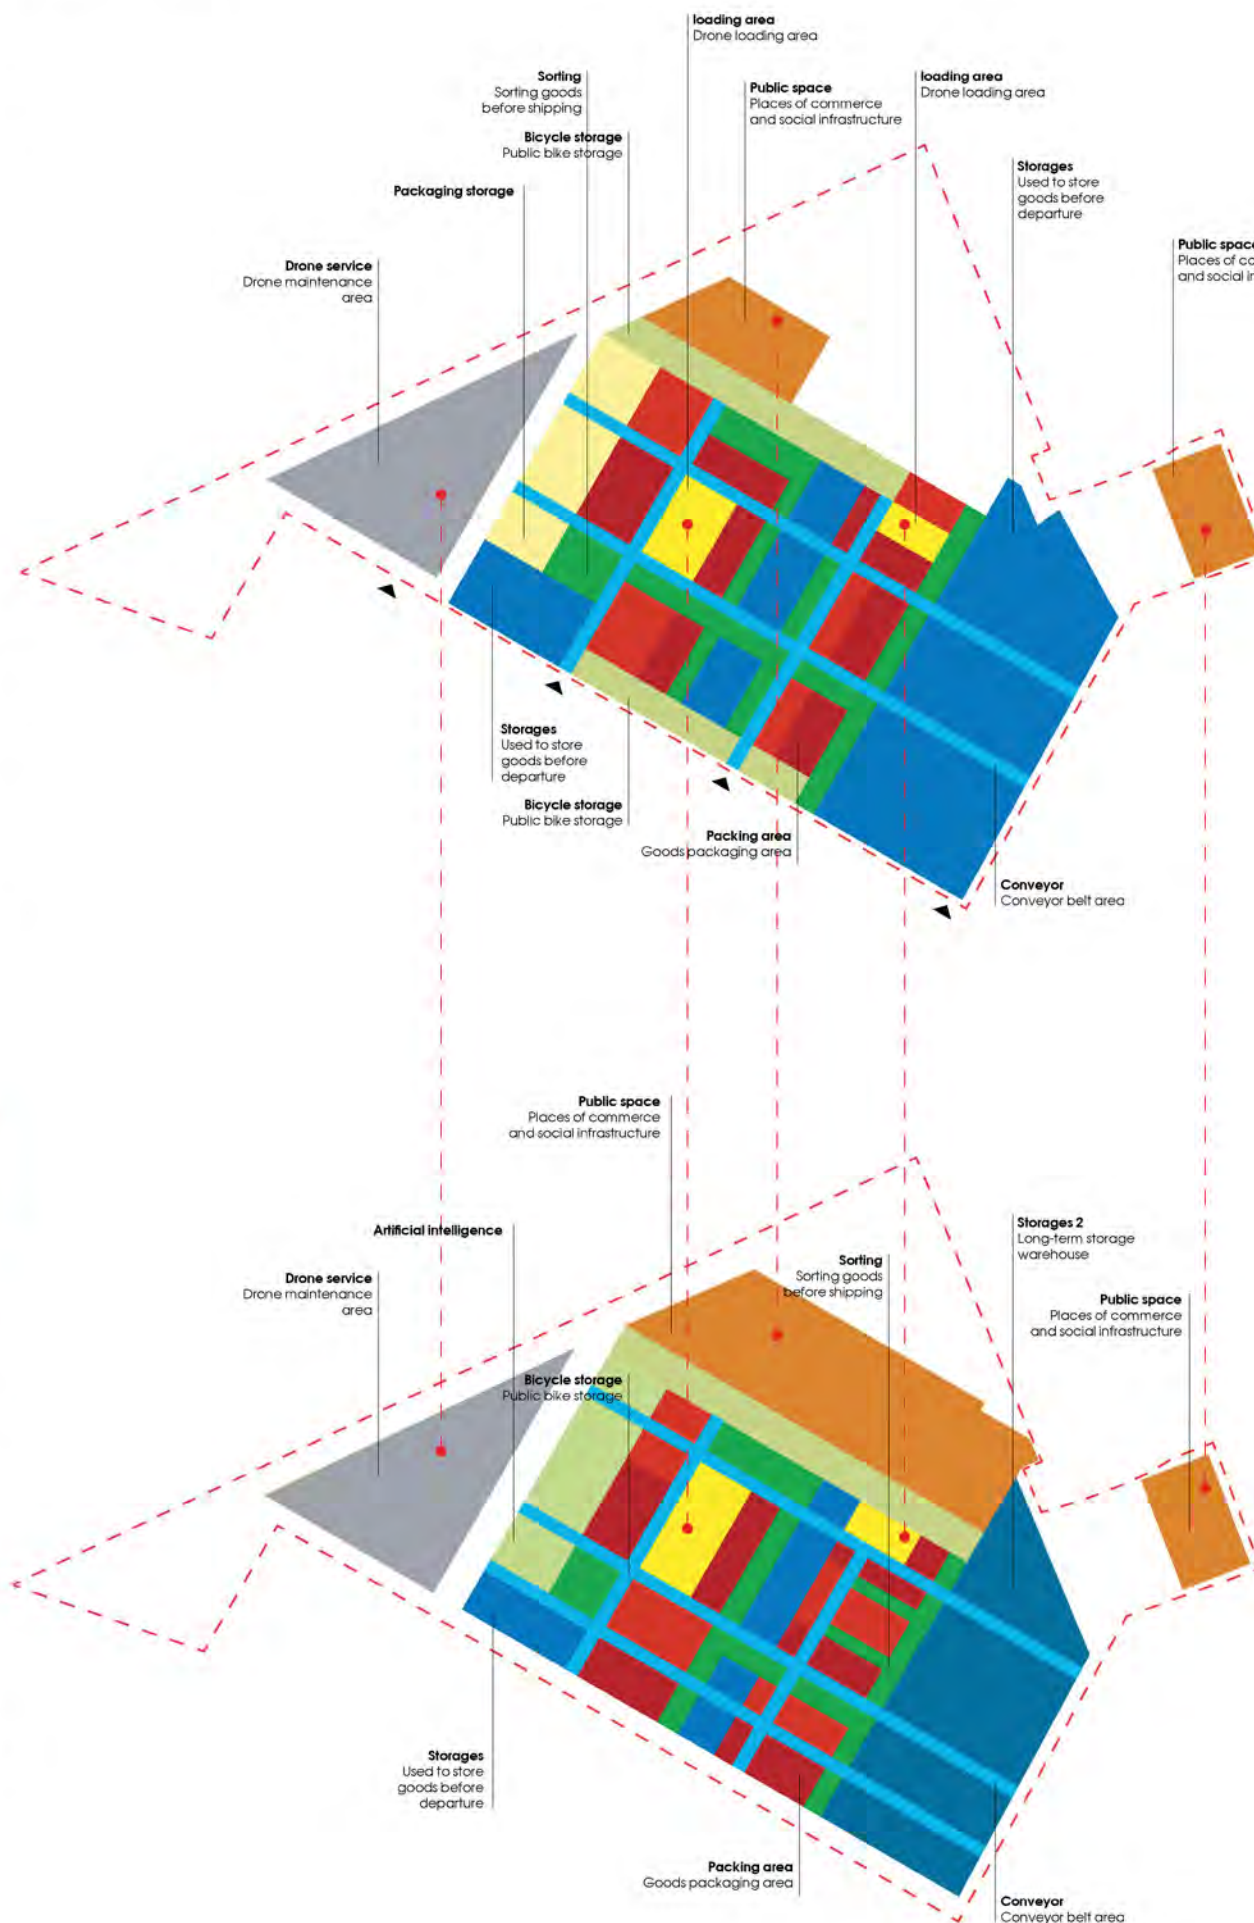 loading area
Drone loading area
Sorting
Sorting goods
before shipping
Public space
Places of commerce
and social infrastructure
loading area
Drone loading area
Bicycle storage
Public bike storage
Packaging storage
Storages
Used to store
goods before
departure
Drone service
Drone maintenance
area
Public space
Places of
and social
Storages
Used to store
goods before
departure
Bicycle storage
Public bike storage
Packing area
Goods packaging area
Conveyor
Conveyor belt area
Public space
Places of commerce
and social infrastructure
Artificial intelligence
Drone service
Drone maintenance
area
Storages 2
Long-term storage
warehouse
Sorting
Sorting goods
before shipping
Public space
Places of commerce
and social infrastructure
Bicycle storage
Public bike storage
Storages
Used to store
goods before
departure
Packing area
Goods packaging area
Conveyor
Conveyor belt area